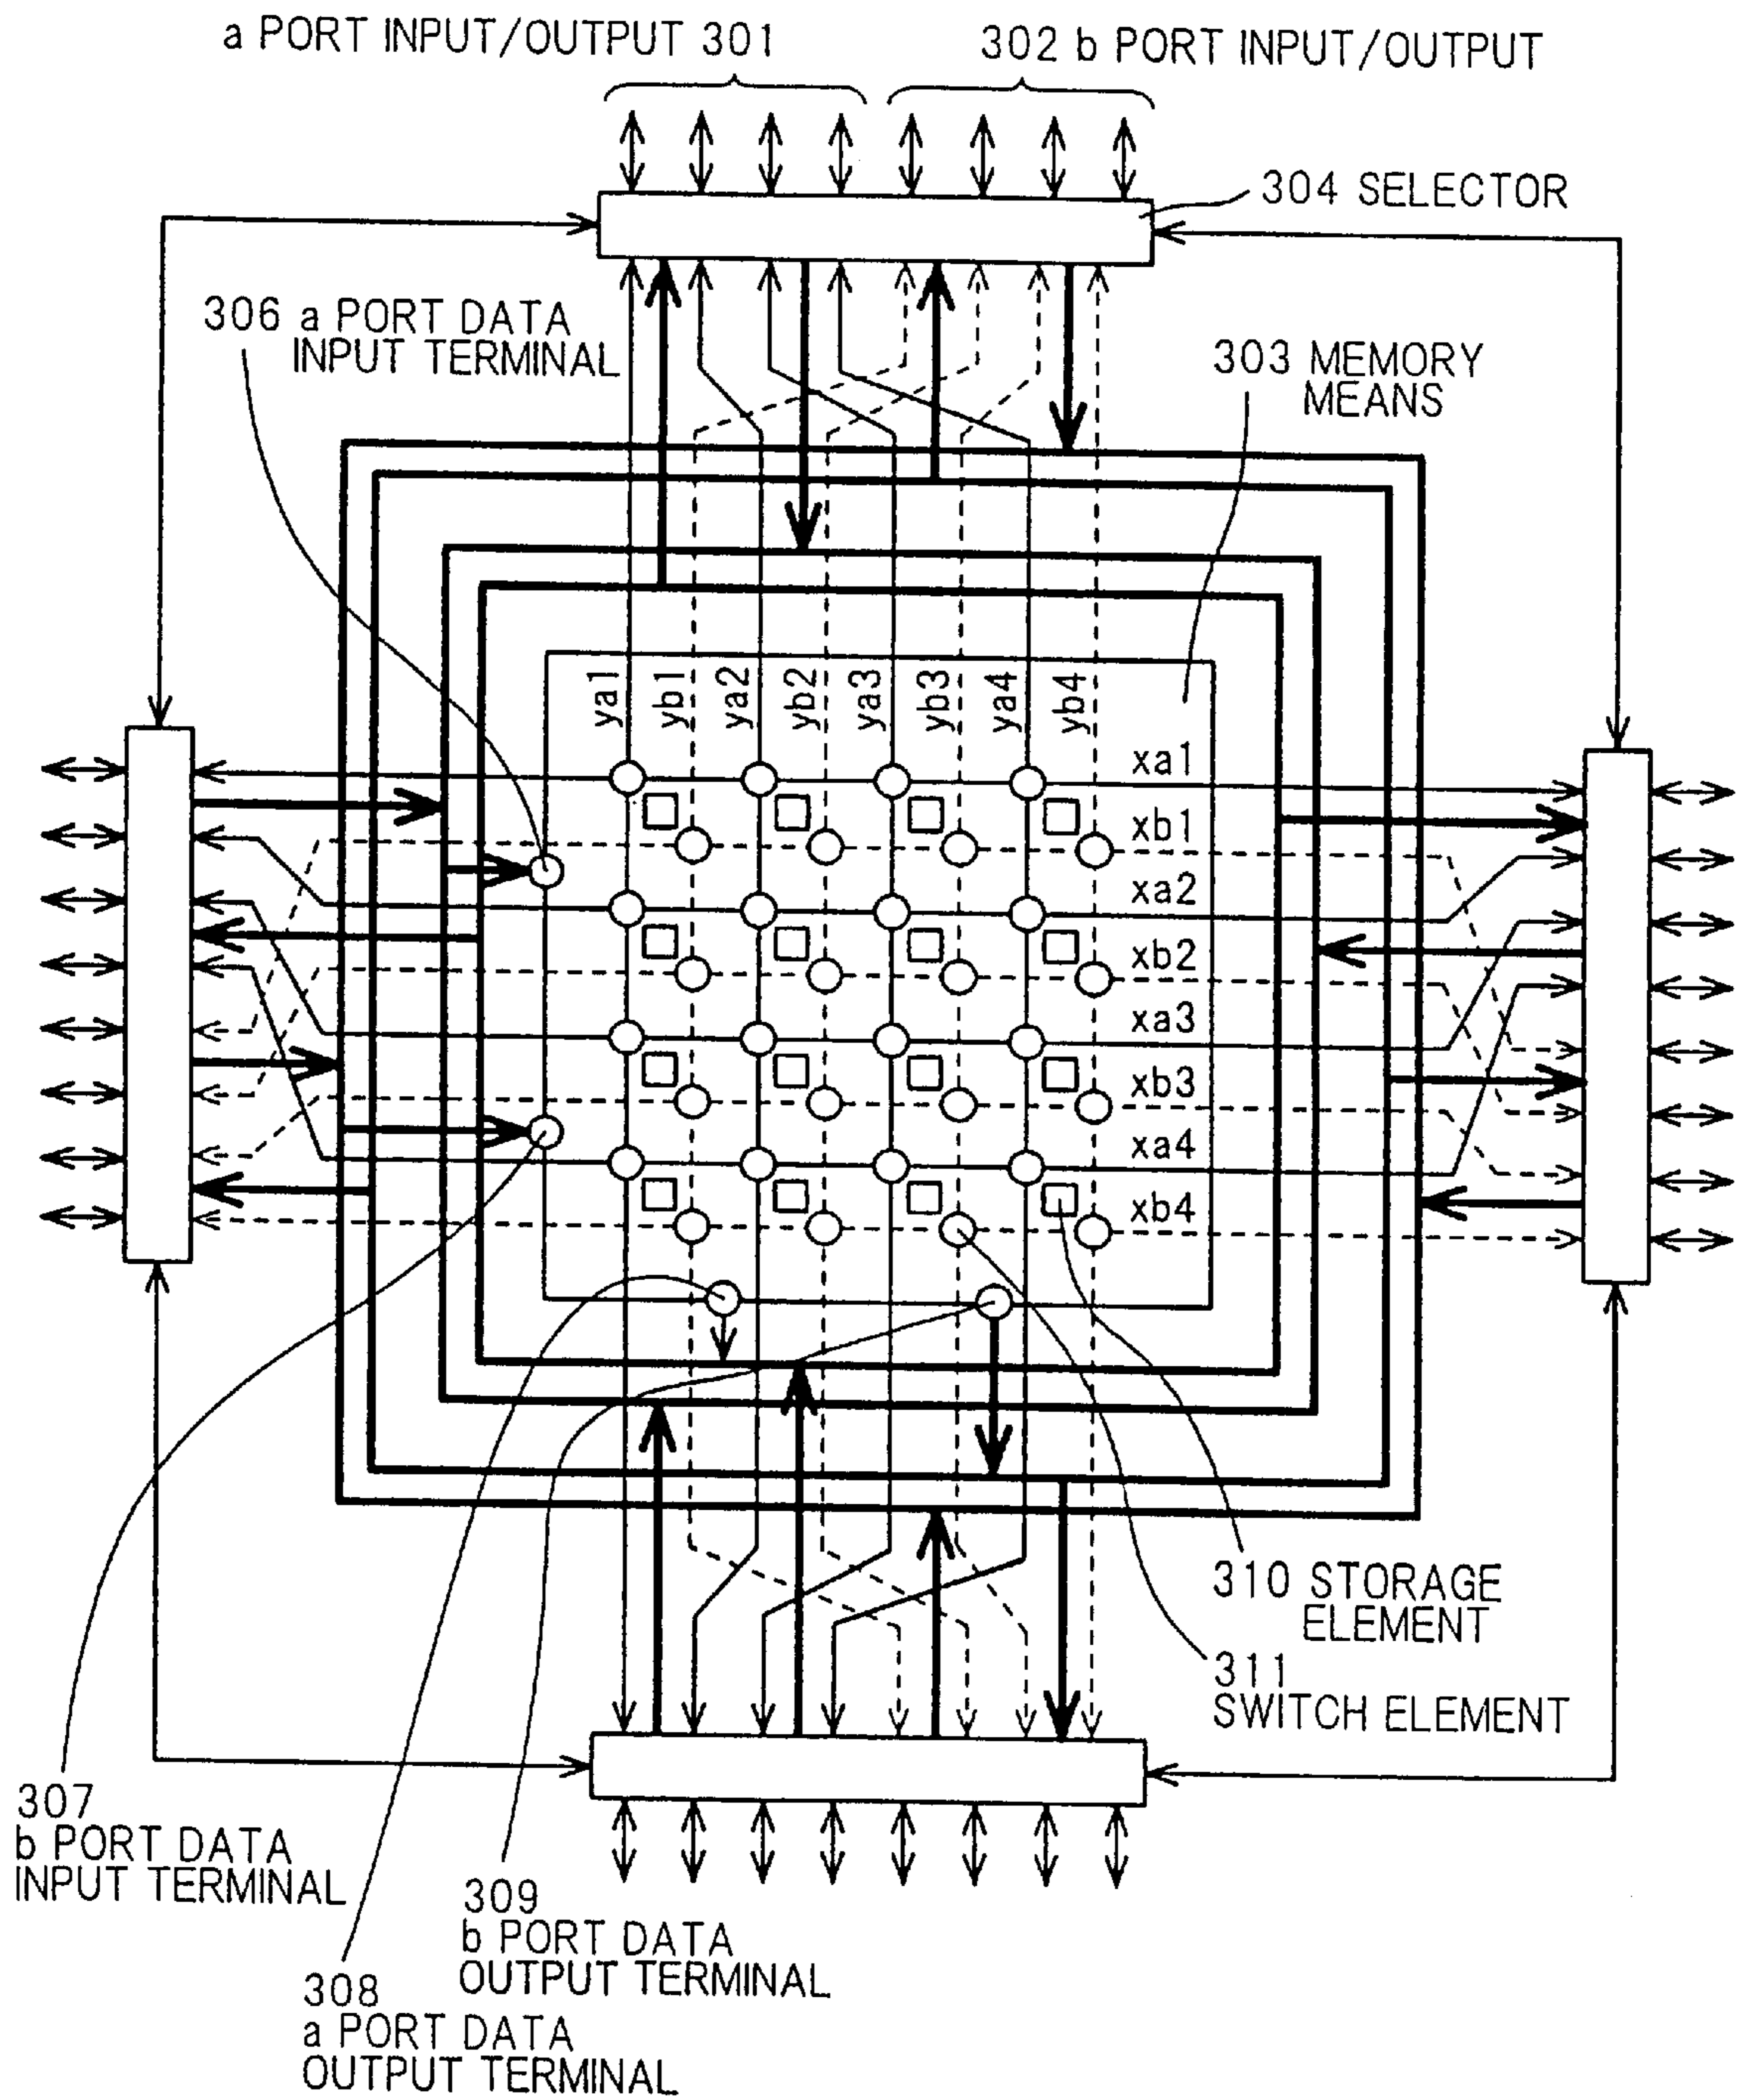 a PORT INPUT/OUTPUT 301
302 b PORT INPUT/OUTPUT
304 SELECTOR
306 a PORT DATA
INPUT TERMINAL
303 MEMORY
MEANS
ya1
yb1
ya2
yb2
ya3
yb3
ya4
yb4
xa1
xb1
xa2
xb2
xa3
xb3
xa4
xb4
310 STORAGE
ELEMENT
311
SWITCH ELEMENT
307
b PORT DATA
INPUT TERMINAL
309
b PORT DATA
OUTPUT TERMINAL
308
a PORT DATA
OUTPUT TERMINAL